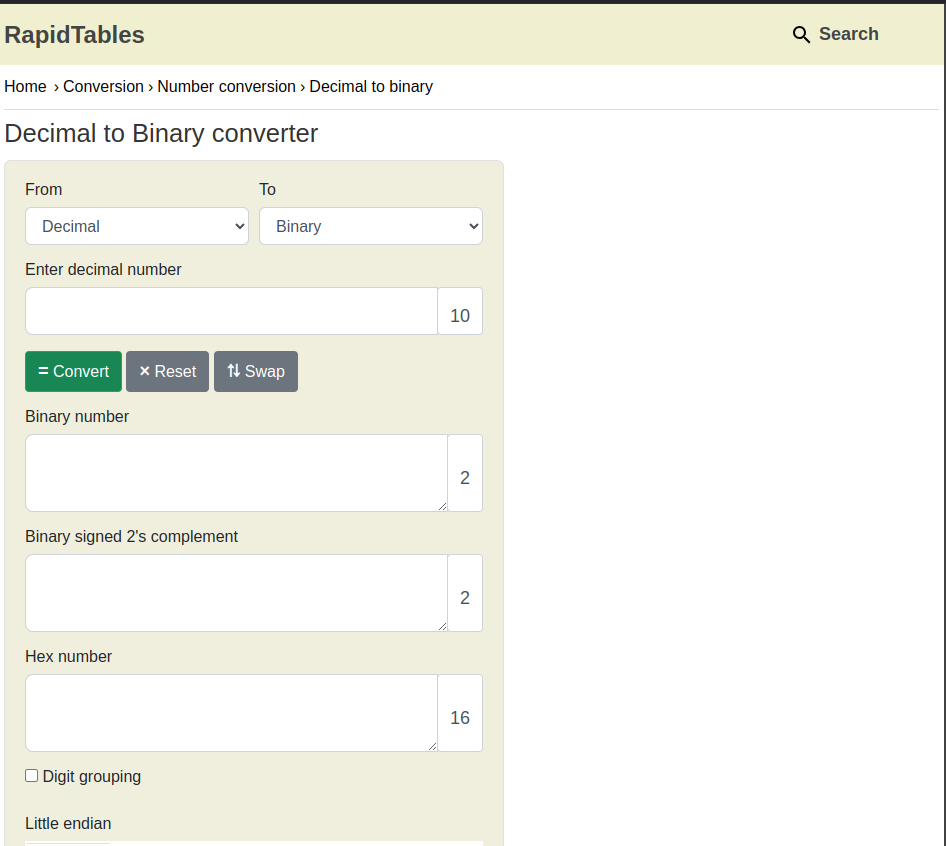 RapidTables
Search
Home › Conversion › Number conversion › Decimal to binary
Decimal to Binary converter
From To
Decimal Binary
Enter decimal number
10
= Convert × Reset ⇅ Swap
Binary number
2
Binary signed 2's complement
2
Hex number
16
Digit grouping
Little endian